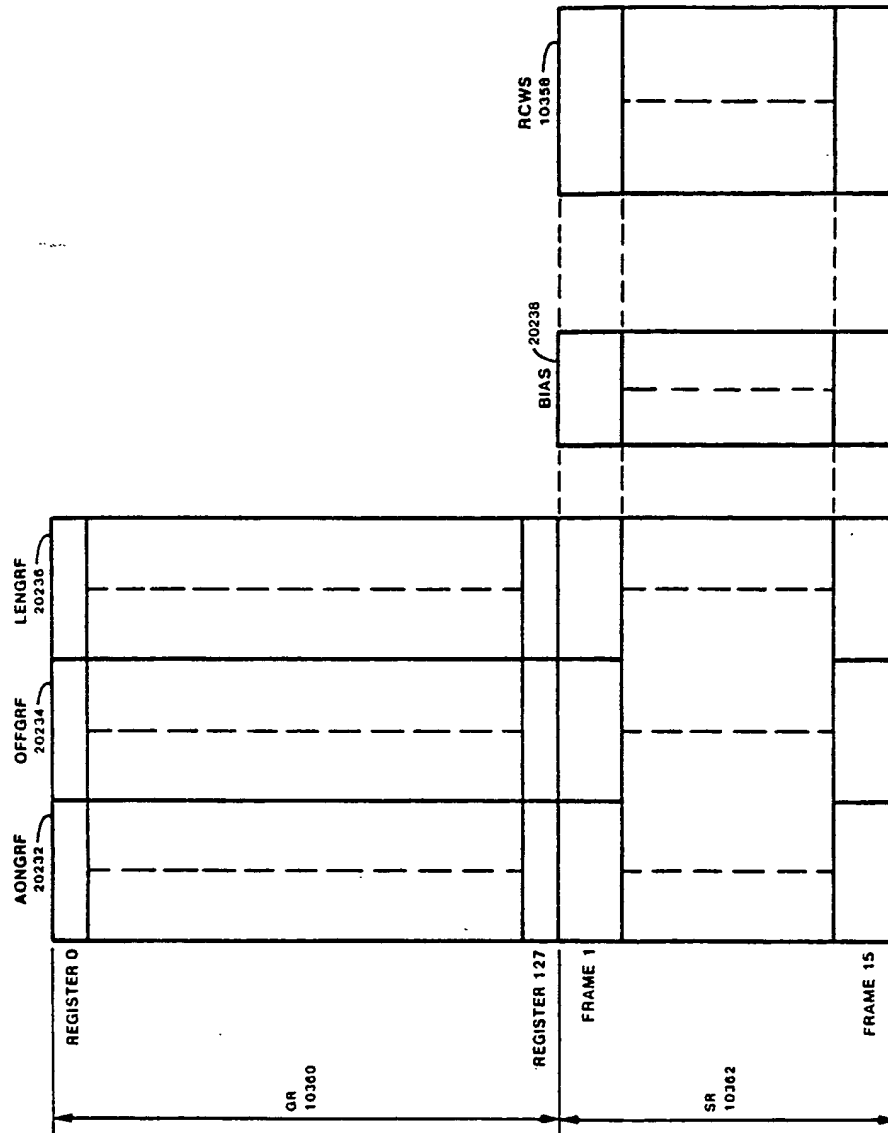 AONGRF
20232
OFFGRF
20234
LENGRF
20236
BIAS
20238
RCWS
10358
REGISTER 0
REGISTER 127
FRAME 1
FRAME 15
GR
10360
SR
10362